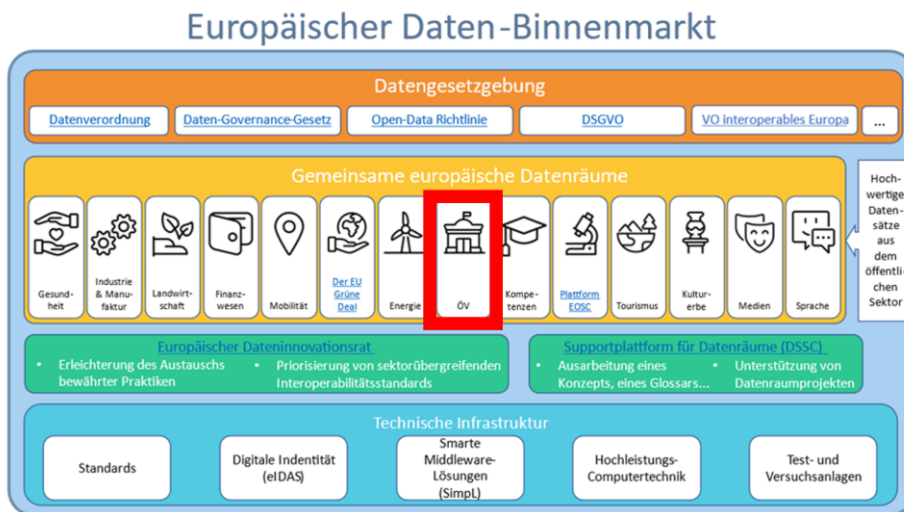 Europäischer Daten-Binnenmarkt
Datengesetzgebung
Datenverordnung
Daten-Governance-Gesetz
Open-Data Richtlinie
DSGVO
VO interoperables Europa
...
Gemeinsame europäische Datenräume
Gesund-
heit
Industrie
& Manu-
faktur
Landwirt-
schaft
Finanz-
wesen
Mobilität
Der EU
Grüne
Deal
Energie
ÖV
Kompe-
tenzen
Plattform
EOSC
Tourismus
Kultur-
erbe
Medien
Sprache
Hoch-
wertige
Daten-
sätze
aus
dem
öffentli-
chen
Sektor
Europäischer Dateninnovationsrat
• Erleichterung des Austauschs
bewährter Praktiken
• Priorisierung von sektorübergreifenden
Interoperabilitätsstandards
Supportplattform für Datenräume (DSSC)
• Ausarbeitung eines
Konzepts, eines Glossars...
• Unterstützung von
Datenraumprojekten
Technische Infrastruktur
Standards
Digitale Indentität
(eIDAS)
Smarte
Middleware-
Lösungen
(SimpL)
Hochleistungs-
Computertechnik
Test- und
Versuchsanlagen